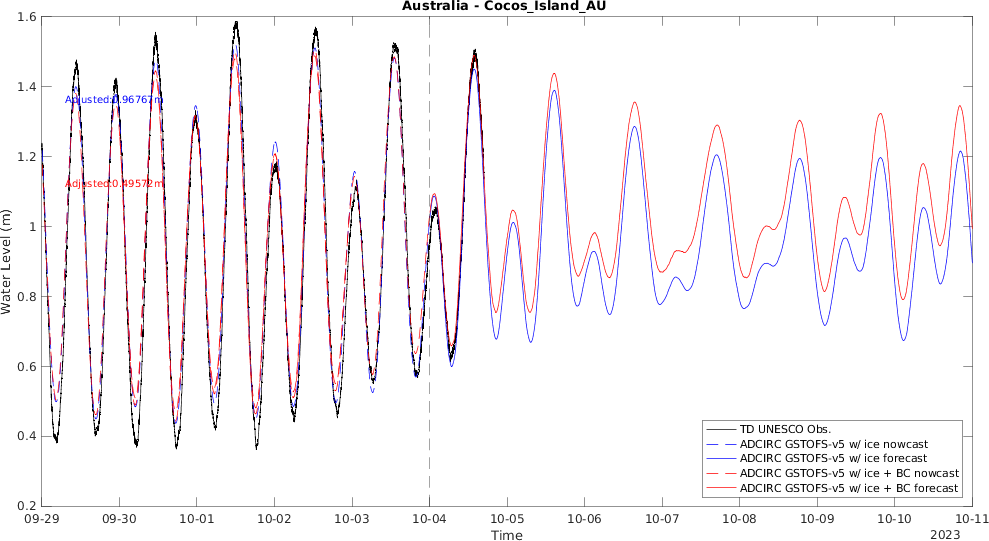 Australia - Cocos_Island_AU
Water Level (m)
1.6
1.4
1.2
1
0.8
0.6
0.4
0.2
Adjusted:0.96767m
Adjusted:0.49572m
TD UNESCO Obs.
ADCIRC GSTOFS-v5 w/ ice nowcast
ADCIRC GSTOFS-v5 w/ ice forecast
ADCIRC GSTOFS-v5 w/ ice + BC nowcast
ADCIRC GSTOFS-v5 w/ ice + BC forecast
09-29 09-30 10-01 10-02 10-03 10-04 10-05 10-06 10-07 10-08 10-09 10-10 10-11
Time
2023